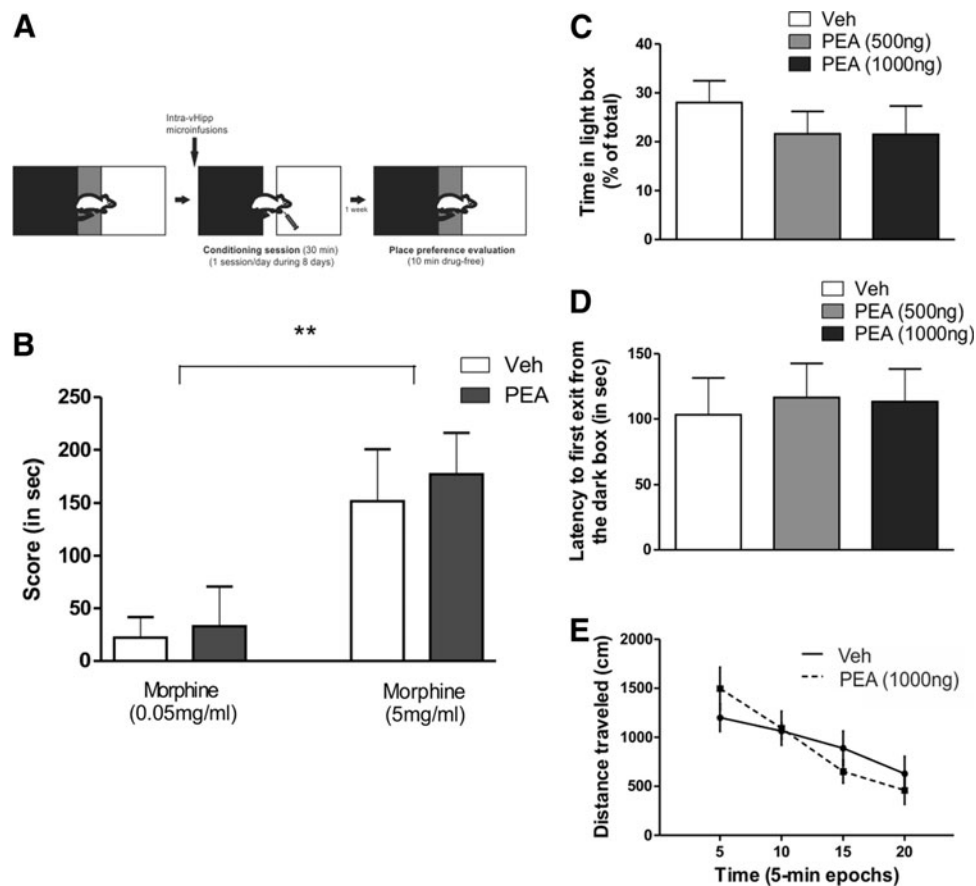 A
Intra-vHipp
microinfusions
1 week
Conditioning session (30 min)
(1 session/day during 8 days)
Place preference evaluation
(10 min drug-free)
B
**
Veh
PEA
Score (in sec)
250
200
150
100
50
0
Morphine
(0.05mg/ml)
Morphine
(5mg/ml)
C
Veh
PEA (500ng)
PEA (1000ng)
Time in light box
(% of total)
40
30
20
10
0
D
Veh
PEA (500ng)
PEA (1000ng)
Latency to first exit from
the dark box (in sec)
150
100
50
0
E
Veh
PEA (1000ng)
Distance traveled (cm)
2000
1500
1000
500
0
5 10 15 20
Time (5-min epochs)